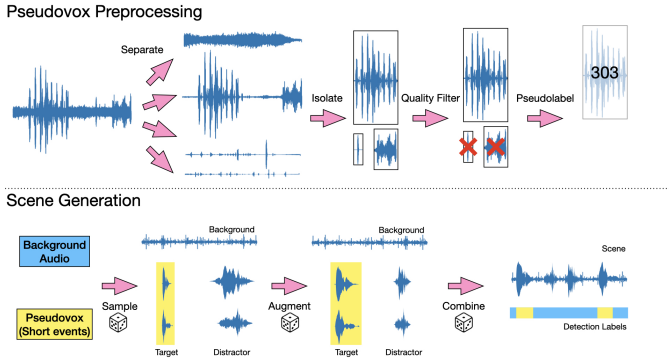 Pseudovox Preprocessing
Separate
Isolate
Quality Filter
Pseudolabel
303
Scene Generation
Background
Audio
Pseudovox
(Short events)
Sample
Background
Target
Distractor
Augment
Background
Target
Distractor
Combine
Scene
Detection Labels